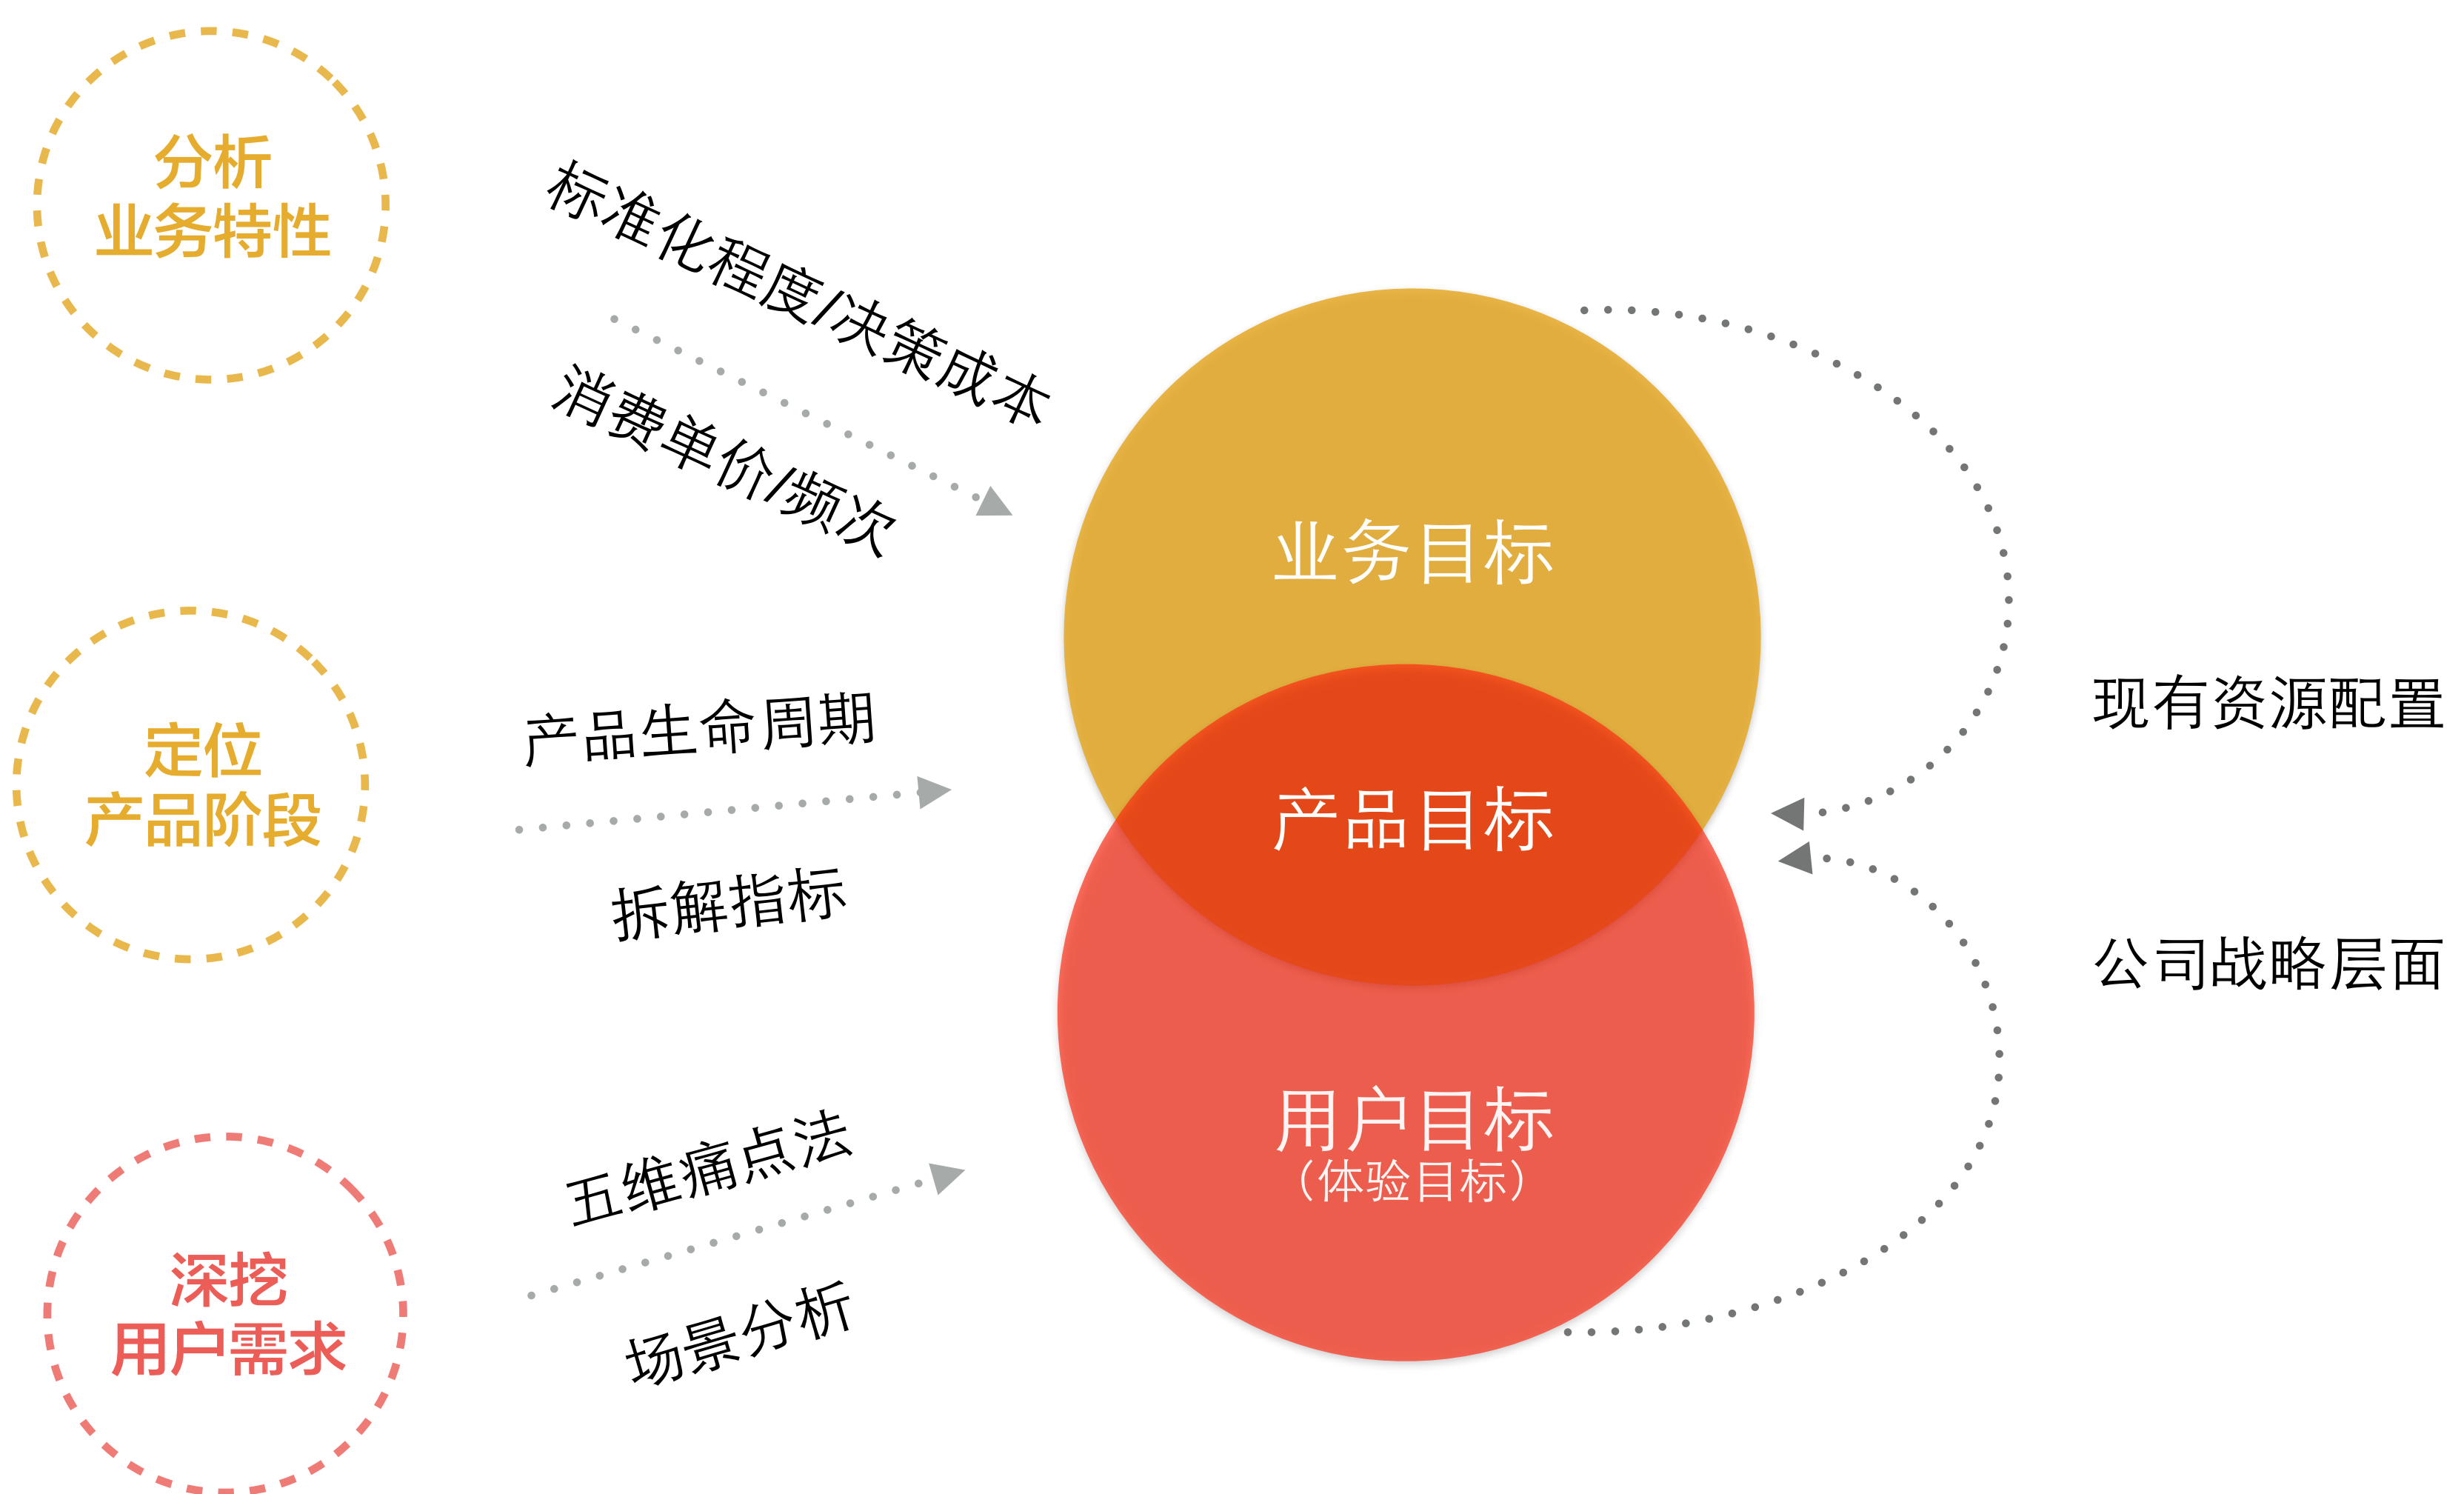 分析
业务特性
标准化程度/决策成本
消费单价/频次
定位
产品阶段
产品生命周期
拆解指标
深挖
用户需求
五维痛点法
场景分析
业务目标
产品目标
用户目标
（体验目标）
现有资源配置
公司战略层面